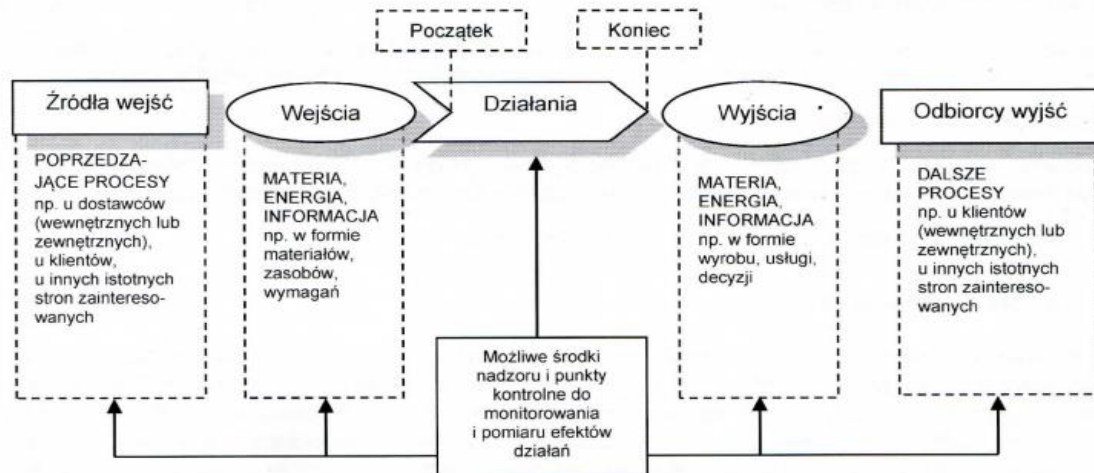 Początek
Koniec
Źródła wejść
Wejścia
Działania
Wyjścia
Odbiorcy wyjść
POPRZEDZA-
JĄCE PROCESY
np. u dostawców
(wewnętrznych lub
zewnętrznych),
u klientów,
u innych istotnych
stron zaintereso-
wanych
MATERIA,
ENERGIA,
INFORMACJA
np. w formie
materiałów,
zasobów,
wymagań
MATERIA,
ENERGIA,
INFORMACJA
np. w formie
wyrobu, usługi,
decyzji
DALSZE
PROCESY
np. u klientów
(wewnętrznych lub
zewnętrznych),
u innych istotnych
stron zaintereso-
wanych
Możliwe środki
nadzoru i punkty
kontrolne do
monitorowania
i pomiaru efektów
działań